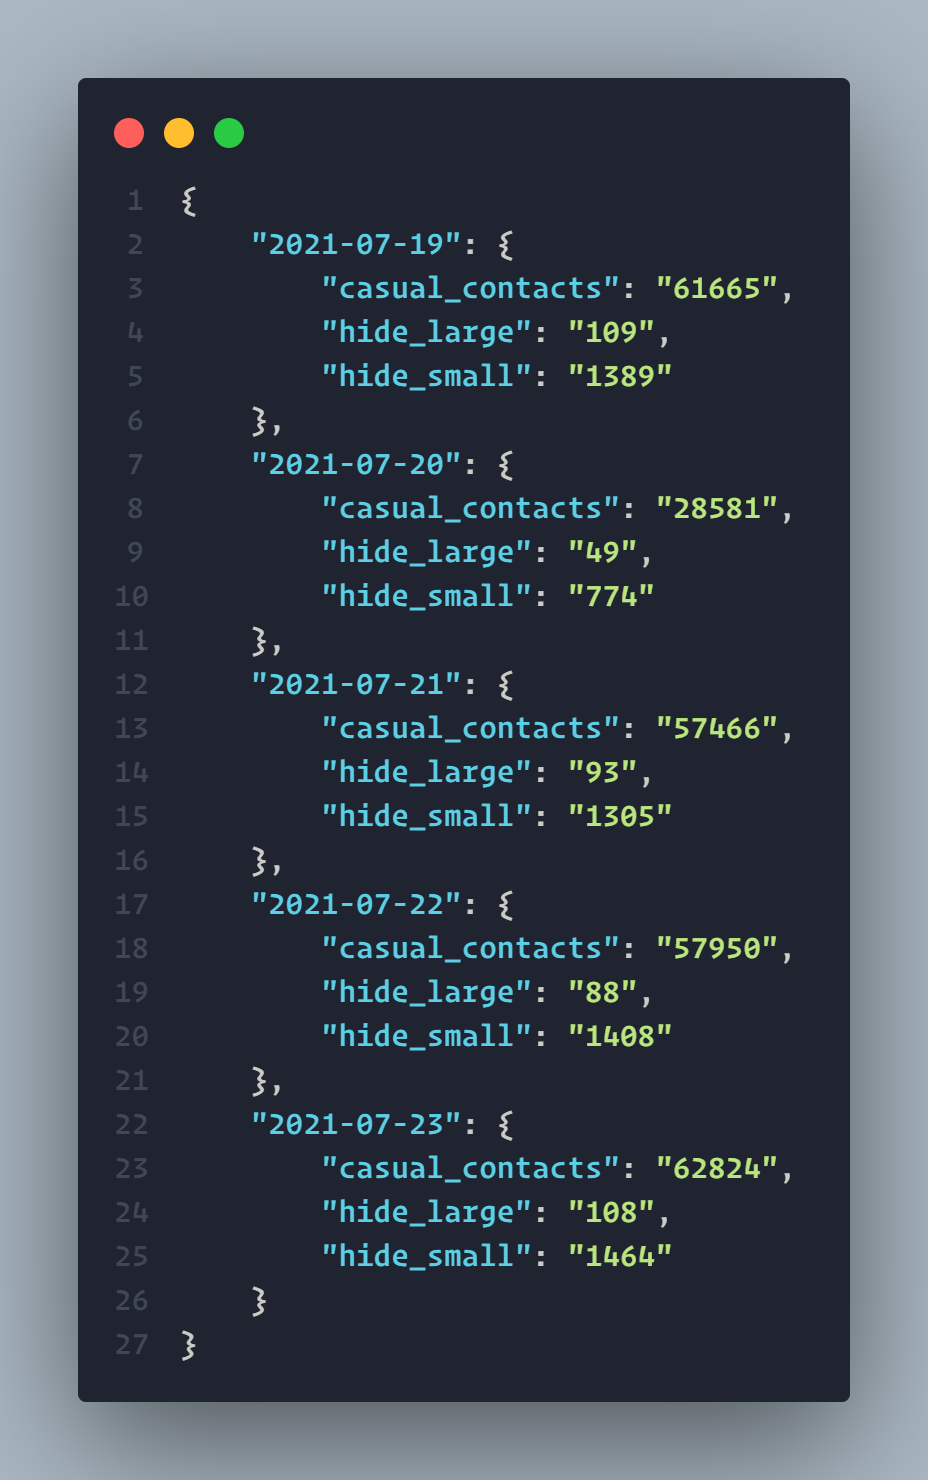 1 {
2     "2021-07-19": {
3         "casual_contacts": "61665",
4         "hide_large": "109",
5         "hide_small": "1389"
6     },
7     "2021-07-20": {
8         "casual_contacts": "28581",
9         "hide_large": "49",
10         "hide_small": "774"
11     },
12     "2021-07-21": {
13         "casual_contacts": "57466",
14         "hide_large": "93",
15         "hide_small": "1305"
16     },
17     "2021-07-22": {
18         "casual_contacts": "57950",
19         "hide_large": "88",
20         "hide_small": "1408"
21     },
22     "2021-07-23": {
23         "casual_contacts": "62824",
24         "hide_large": "108",
25         "hide_small": "1464"
26     }
27 }